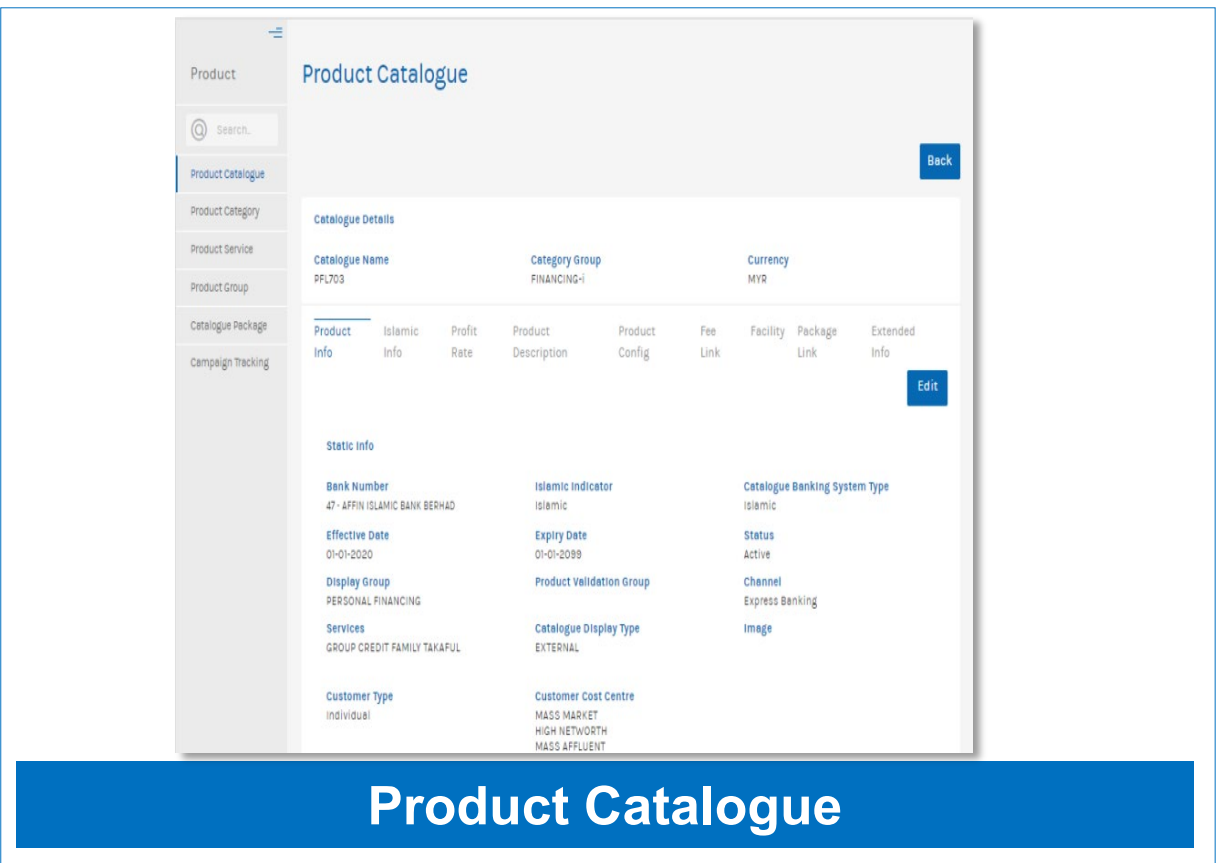 Product
Product Catalogue
Search..
Back
Product Catalogue
Product Category
Product Service
Product Group
Catalogue Package
Campaign Tracking
Catalogue Details
Catalogue Name Category Group Currency
PFL703 FINANCING-i MYR
Product Info Islamic Info Profit Rate Product Description Product Config Fee Link Facility Package Link Extended Info
Edit
Static Info
Bank Number Islamic Indicator Catalogue Banking System Type
47 - AFFIN ISLAMIC BANK BERHAD Islamic Islamic
Effective Date Expiry Date Status
01-01-2020 01-01-2099 Active
Display Group Product Validation Group Channel
PERSONAL FINANCING Express Banking
Services Catalogue Display Type Image
GROUP CREDIT FAMILY TAKAFUL EXTERNAL
Customer Type Customer Cost Centre
Individual MASS MARKET
HIGH NETWORTH
MASS AFFLUENT
Product Catalogue